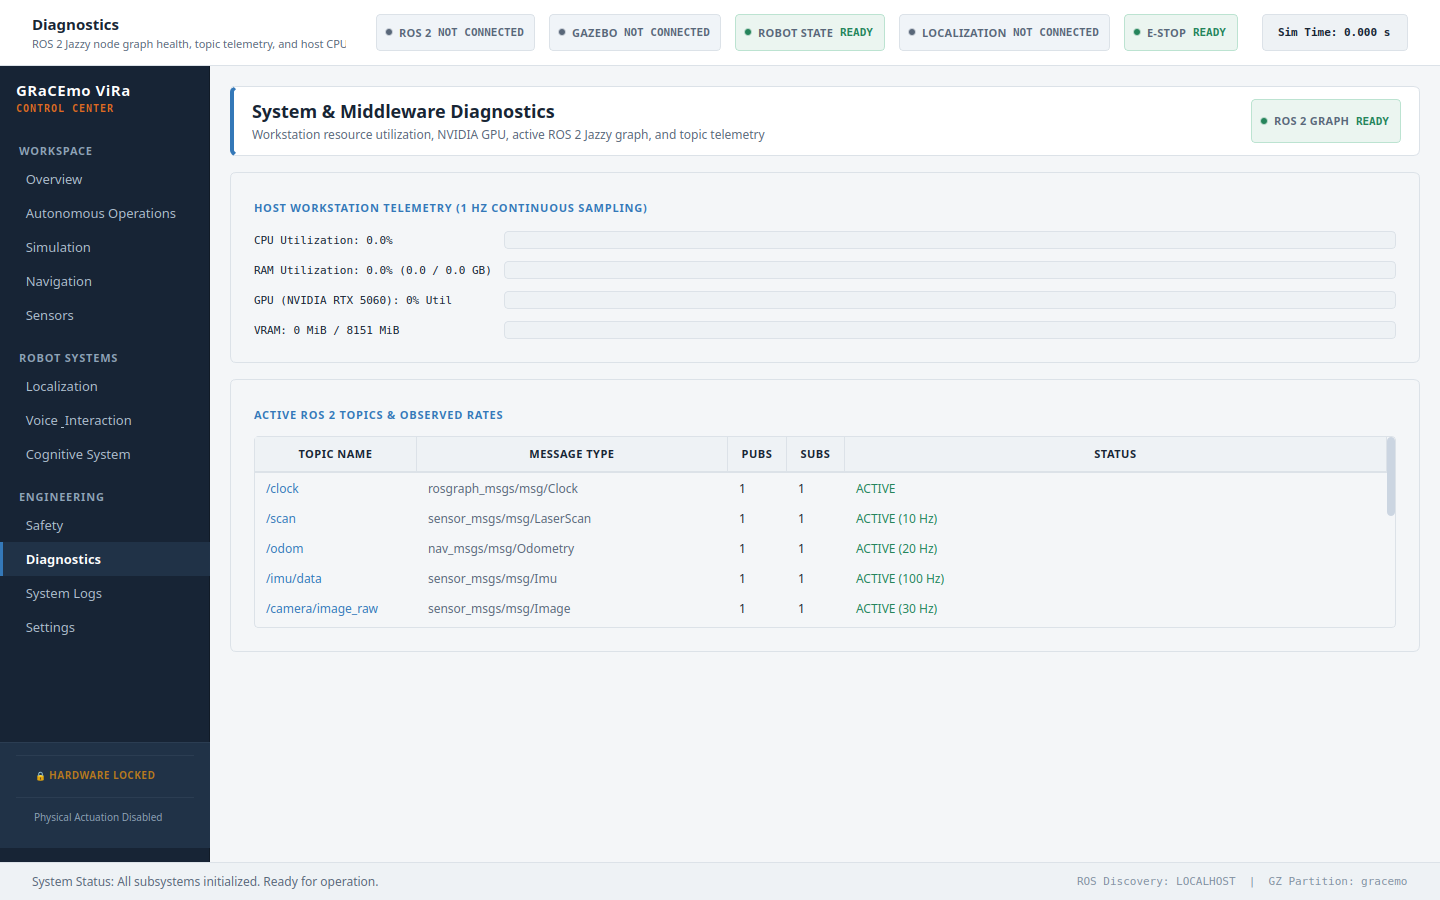 Diagnostics
ROS 2 Jazzy node graph health, topic telemetry, and host CPU
ROS 2 NOT CONNECTED
GAZEBO NOT CONNECTED
ROBOT STATE READY
LOCALIZATION NOT CONNECTED
E-STOP READY
Sim Time: 0.000 s
GRaCEmo ViRa
CONTROL CENTER
WORKSPACE
Overview
Autonomous Operations
Simulation
Navigation
Sensors
ROBOT SYSTEMS
Localization
Voice _Interaction
Cognitive System
ENGINEERING
Safety
Diagnostics
System Logs
Settings
HARDWARE LOCKED
Physical Actuation Disabled
System & Middleware Diagnostics
Workstation resource utilization, NVIDIA GPU, active ROS 2 Jazzy graph, and topic telemetry
ROS 2 GRAPH READY
HOST WORKSTATION TELEMETRY (1 HZ CONTINUOUS SAMPLING)
CPU Utilization: 0.0%
RAM Utilization: 0.0% (0.0 / 0.0 GB)
GPU (NVIDIA RTX 5060): 0% Util
VRAM: 0 MiB / 8151 MiB
ACTIVE ROS 2 TOPICS & OBSERVED RATES
TOPIC NAME MESSAGE TYPE PUBS SUBS STATUS
/clock rosgraph_msgs/msg/Clock 1 1 ACTIVE
/scan sensor_msgs/msg/LaserScan 1 1 ACTIVE (10 Hz)
/odom nav_msgs/msg/Odometry 1 1 ACTIVE (20 Hz)
/imu/data sensor_msgs/msg/Imu 1 1 ACTIVE (100 Hz)
/camera/image_raw sensor_msgs/msg/Image 1 1 ACTIVE (30 Hz)
System Status: All subsystems initialized. Ready for operation.
ROS Discovery: LOCALHOST | GZ Partition: gracemo